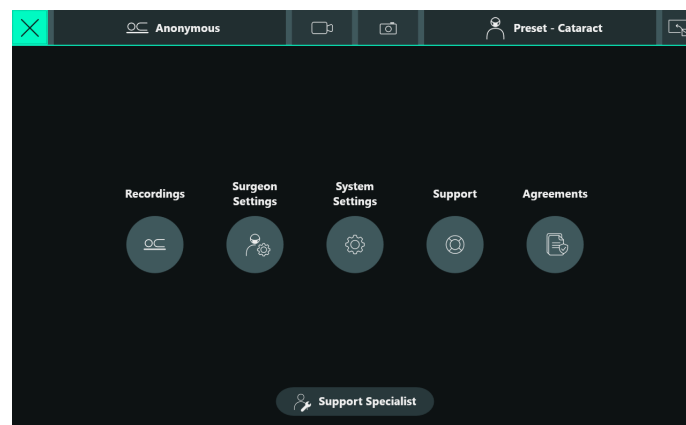 Anonymous
Preset - Cataract
Recordings
Surgeon
Settings
System
Settings
Support
Agreements
Support Specialist